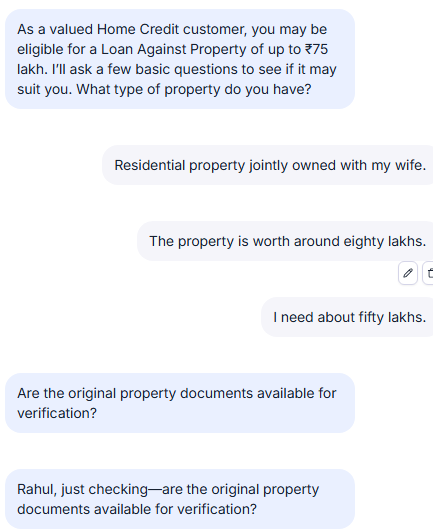 As a valued Home Credit customer, you may be
eligible for a Loan Against Property of up to ₹75
lakh. I’ll ask a few basic questions to see if it may
suit you. What type of property do you have?
Residential property jointly owned with my wife.
The property is worth around eighty lakhs.
I need about fifty lakhs.
Are the original property documents available for
verification?
Rahul, just checking—are the original property
documents available for verification?